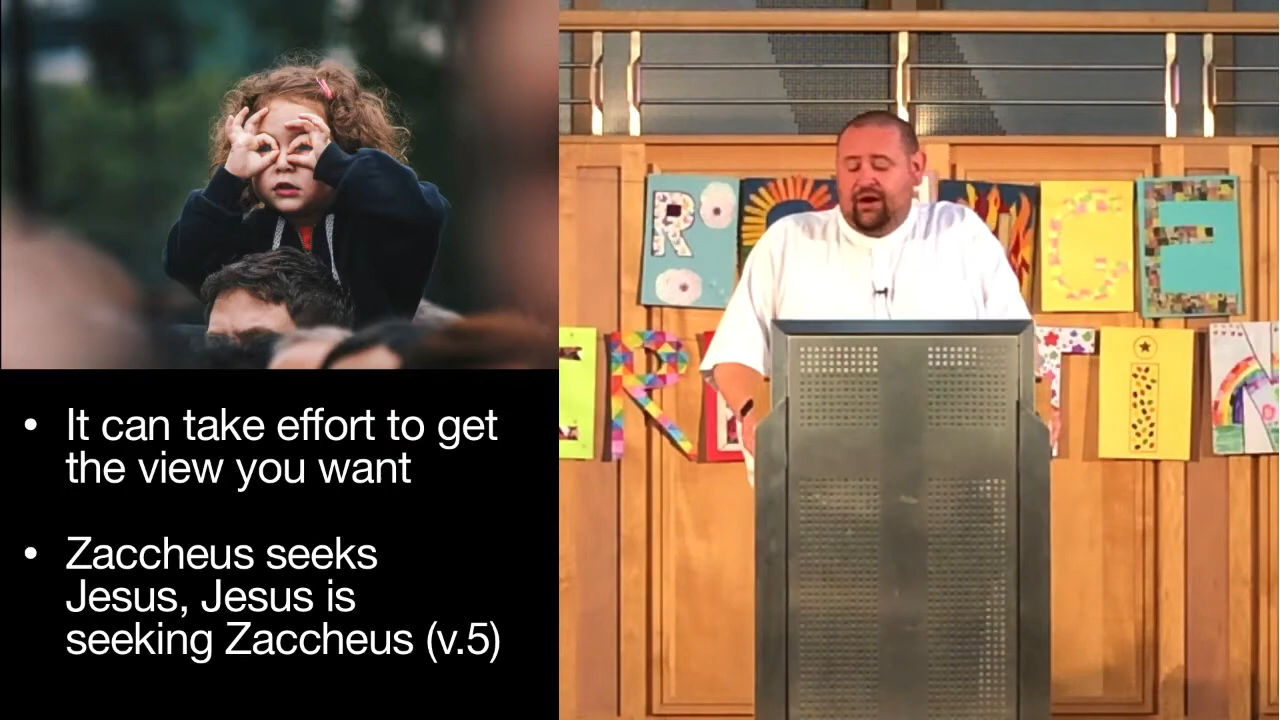 • It can take effort to get
the view you want
• Zaccheus seeks
Jesus, Jesus is
seeking Zaccheus (v.5)
R C E
R I